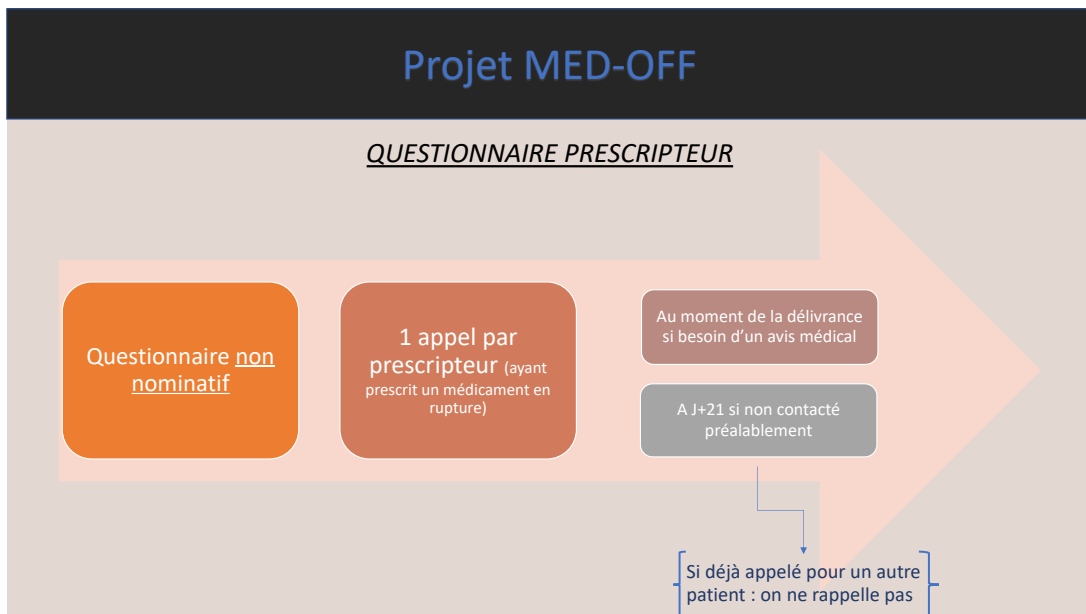 Projet MED-OFF
QUESTIONNAIRE PRESCRIPTEUR
Questionnaire non
nominatif
1 appel par
prescripteur (ayant
prescrit un médicament en
rupture)
Au moment de la délivrance
si besoin d'un avis médical
A J+21 si non contacté
préalablement
Si déjà appelé pour un autre
patient : on ne rappelle pas